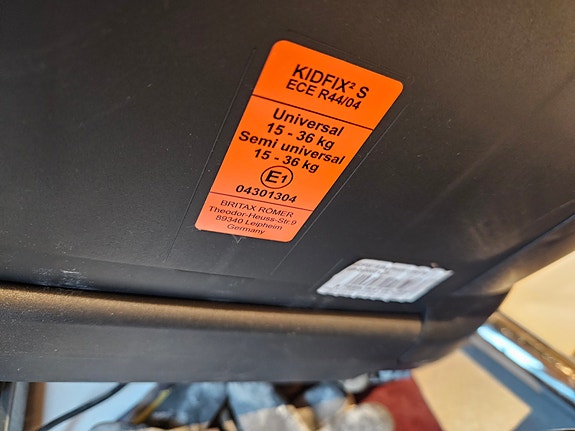 KIDFIX² S
ECE R44/04
Universal
15 - 36 kg
Semi universal
15 - 36 kg
E1
04301304
BRITAX RÖMER
Theodor-Heuss-Str.9
89340 Leipheim
Germany